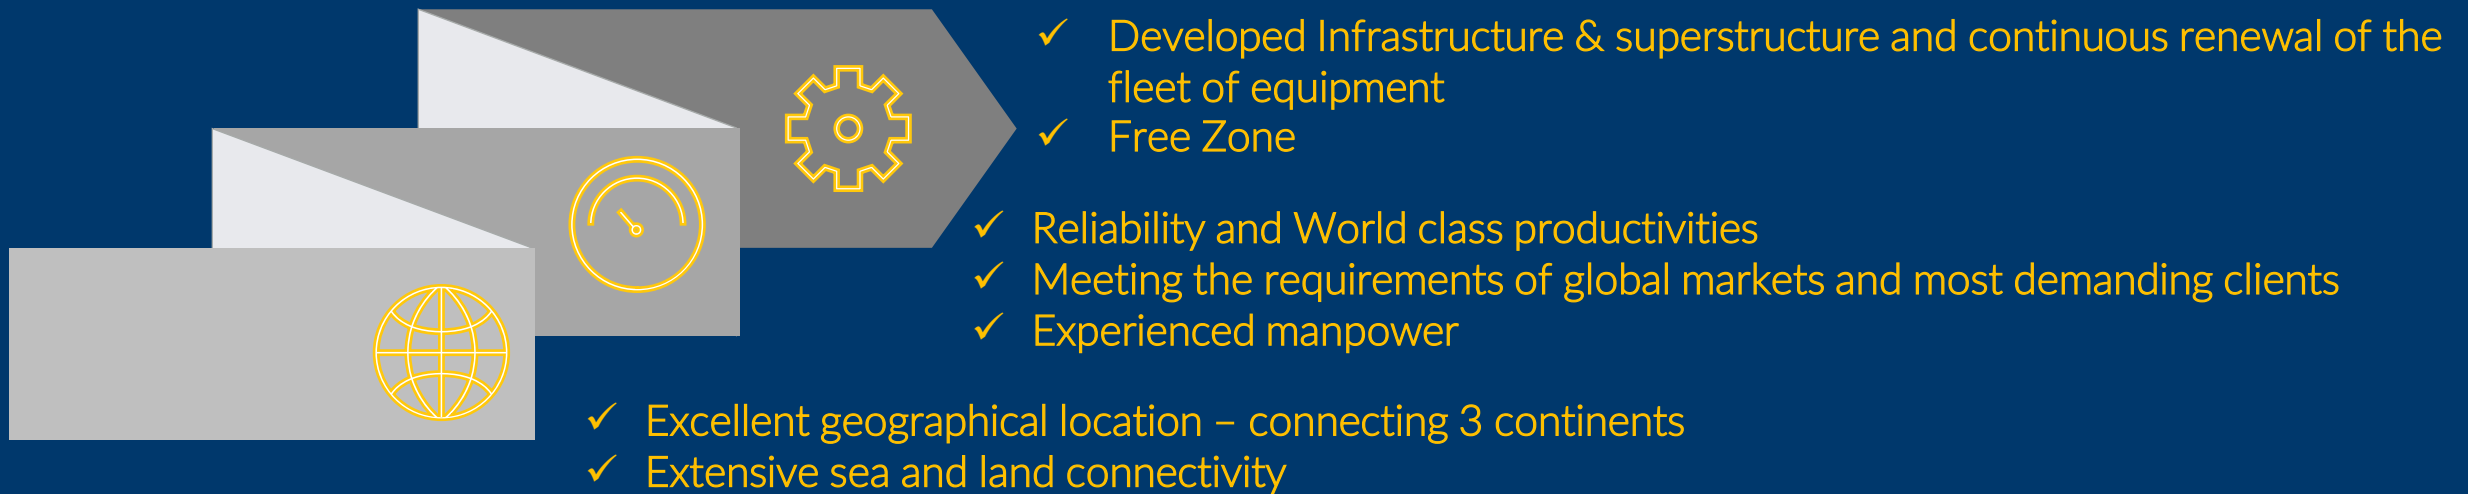 ✓ Developed Infrastructure & superstructure and continuous renewal of the
fleet of equipment
✓ Free Zone
✓ Reliability and World class productivities
✓ Meeting the requirements of global markets and most demanding clients
✓ Experienced manpower
✓ Excellent geographical location – connecting 3 continents
✓ Extensive sea and land connectivity